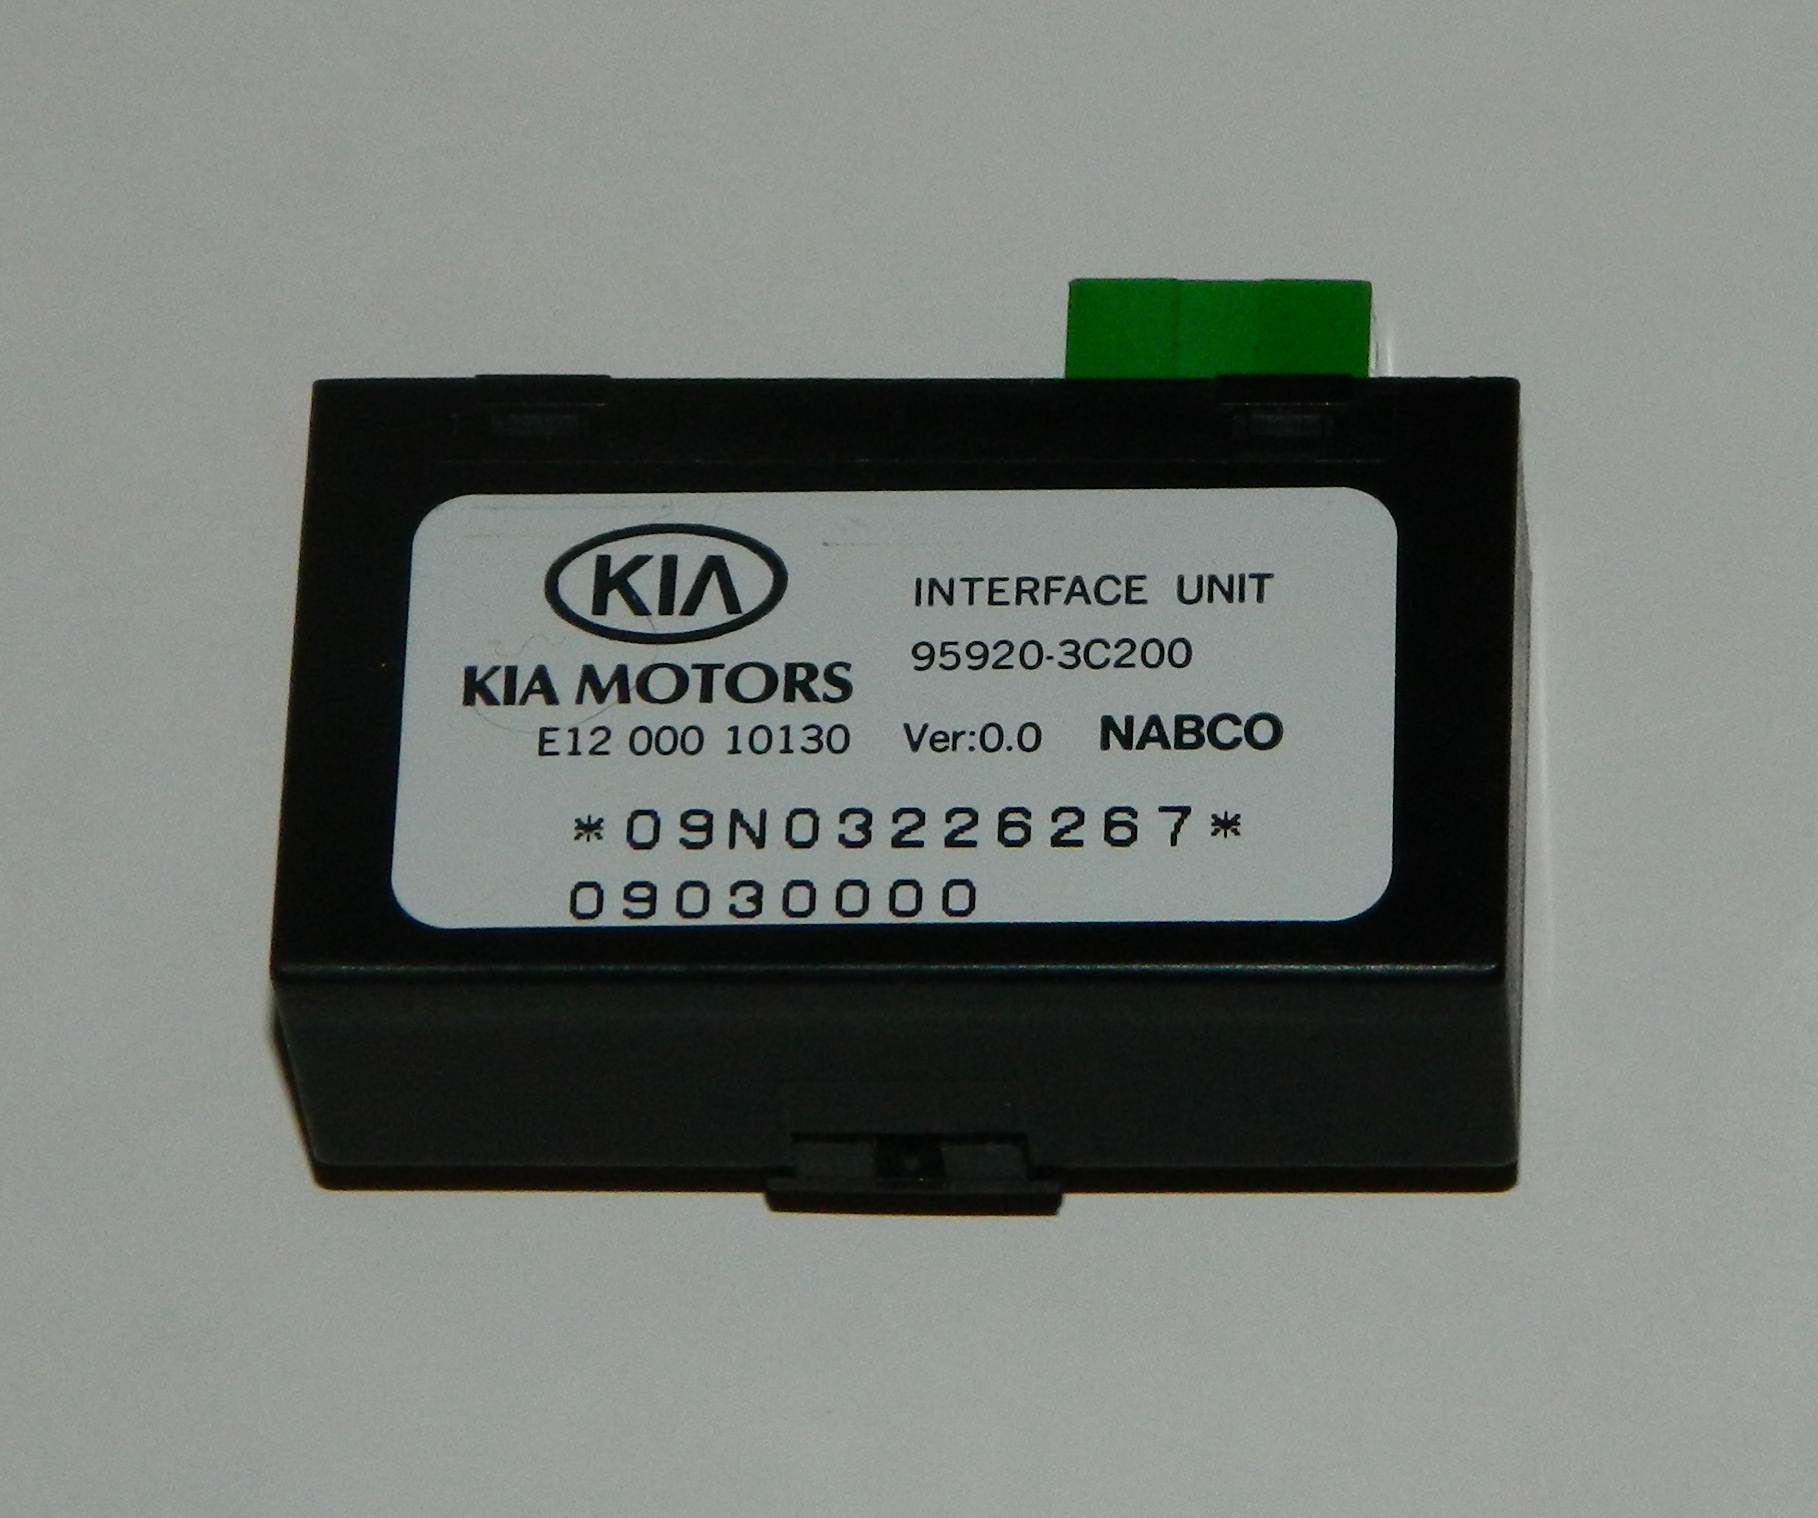 KIA
KIA MOTORS
E12 000 10130
INTERFACE UNIT
95920-3C200
Ver:0.0 NABCO
*09N03226267*
09030000